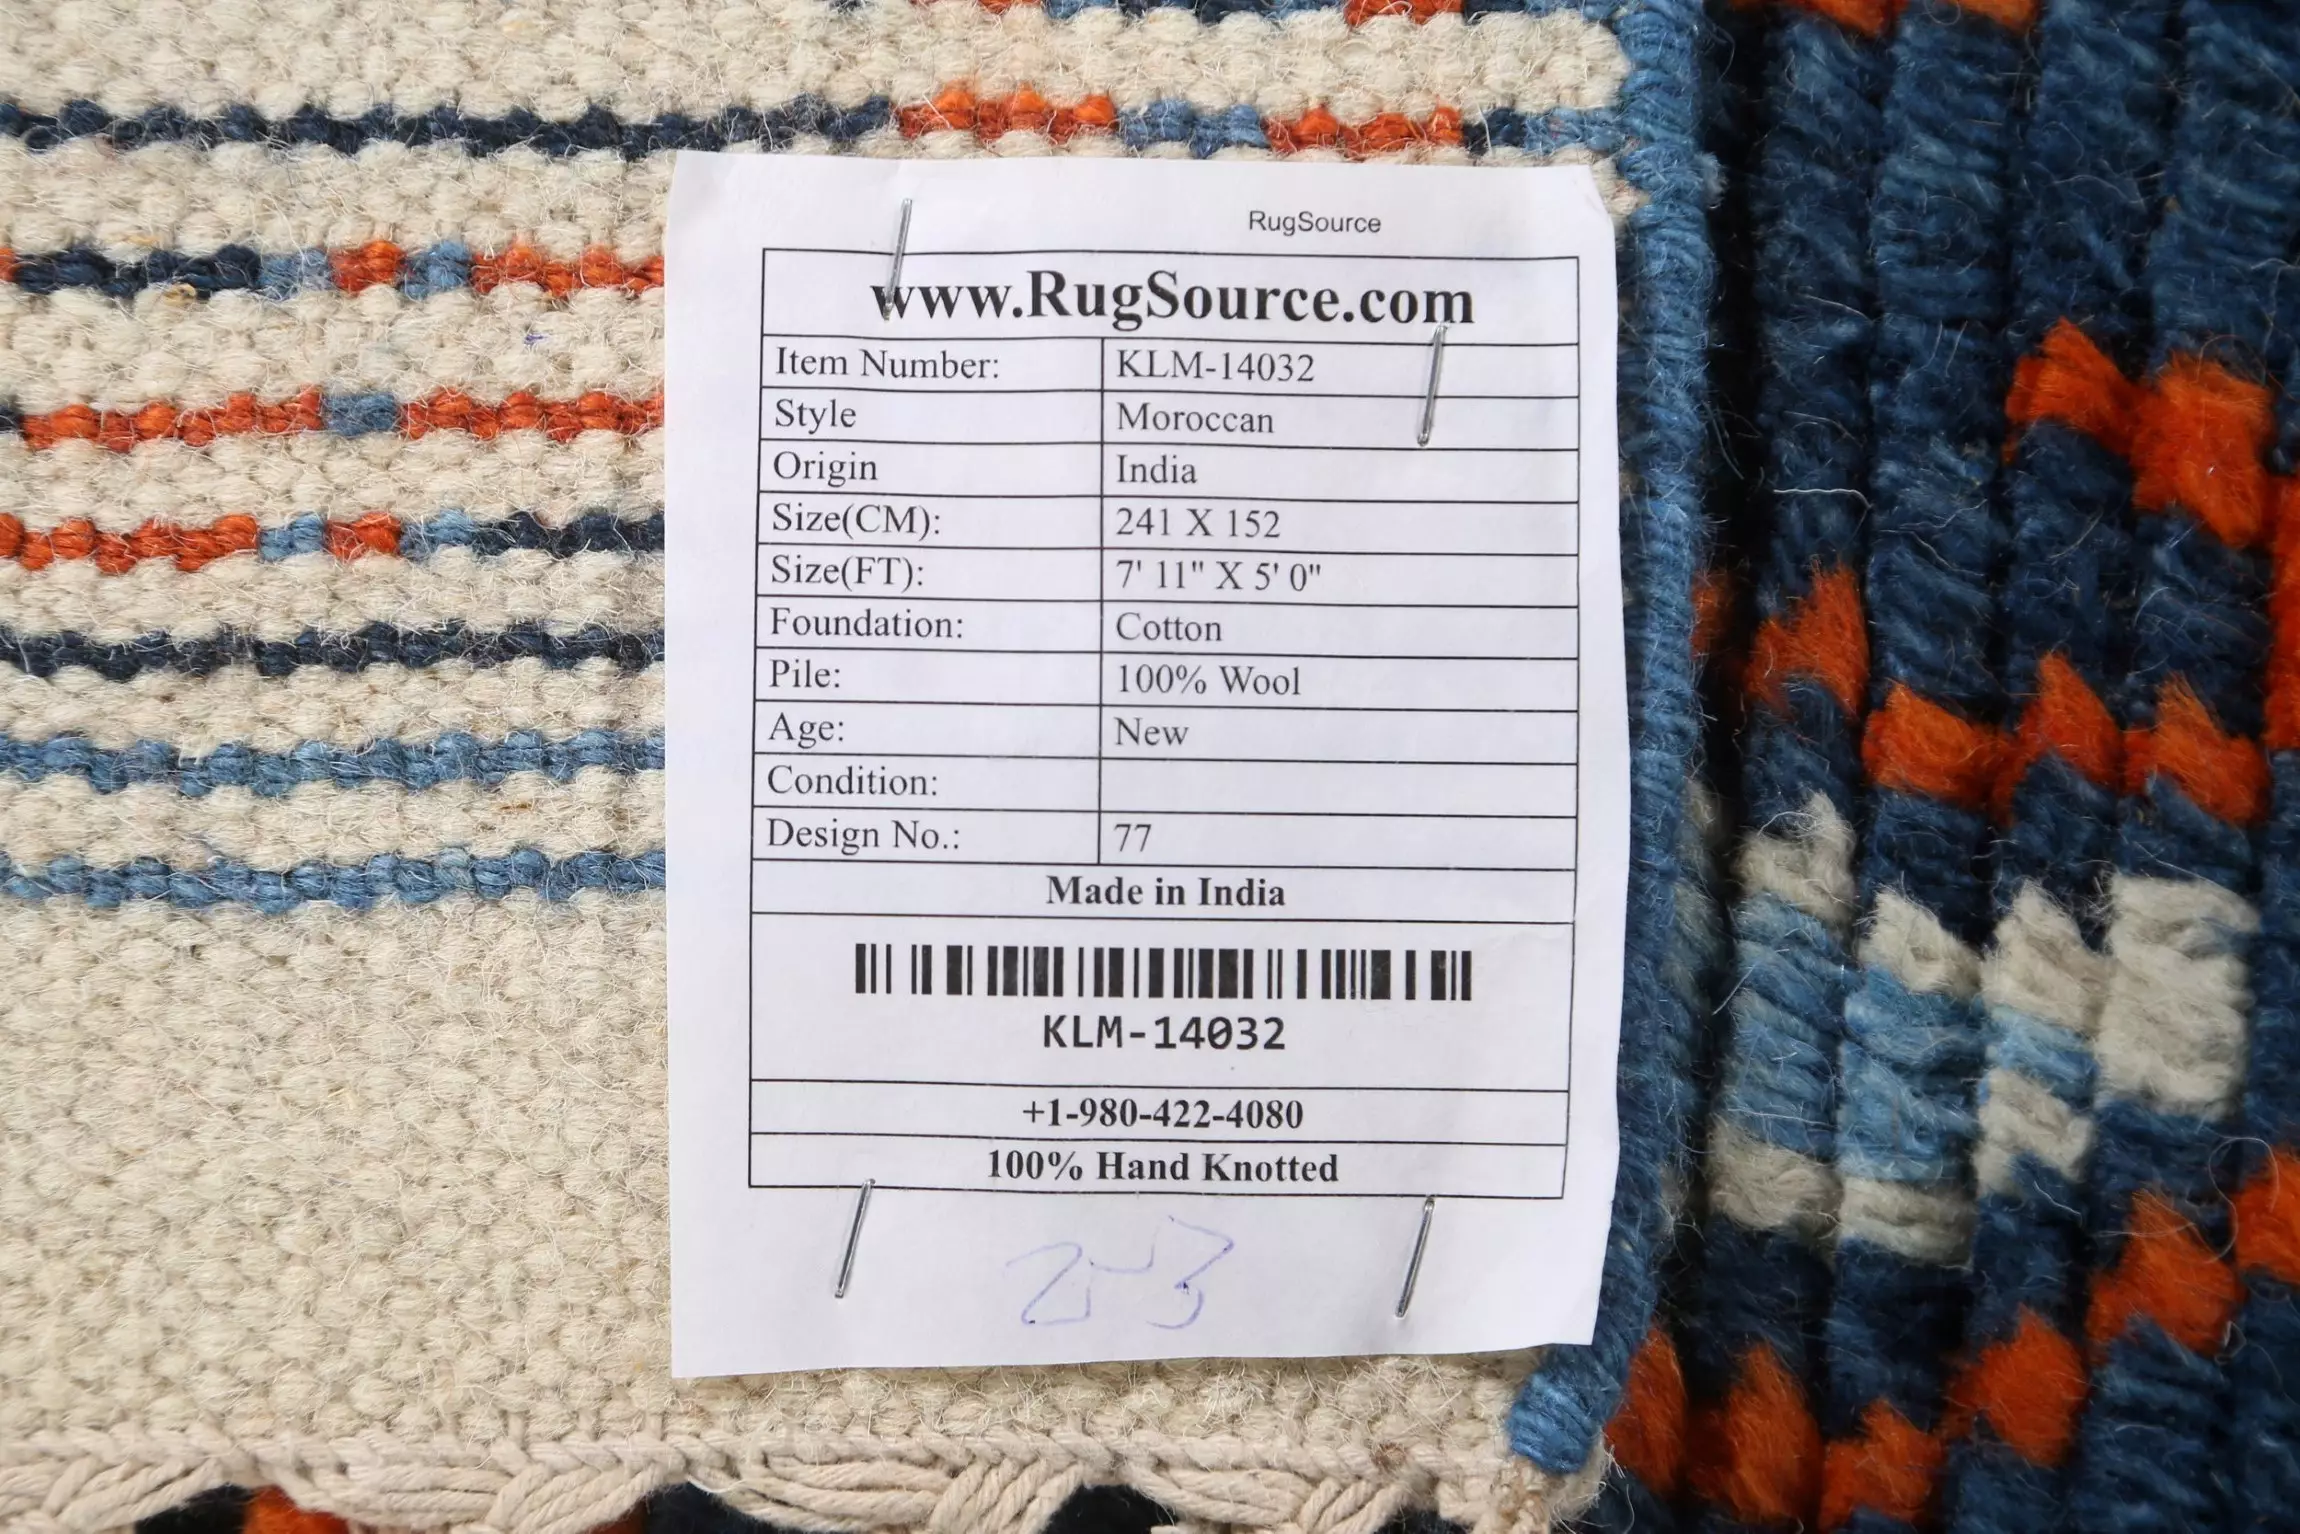 RugSource
www.RugSource.com
Item Number: KLM-14032
Style Moroccan
Origin India
Size(CM): 241 X 152
Size(FT): 7' 11" X 5' 0"
Foundation: Cotton
Pile: 100% Wool
Age: New
Condition:
Design No.: 77
Made in India
KLM-14032
+1-980-422-4080
100% Hand Knotted